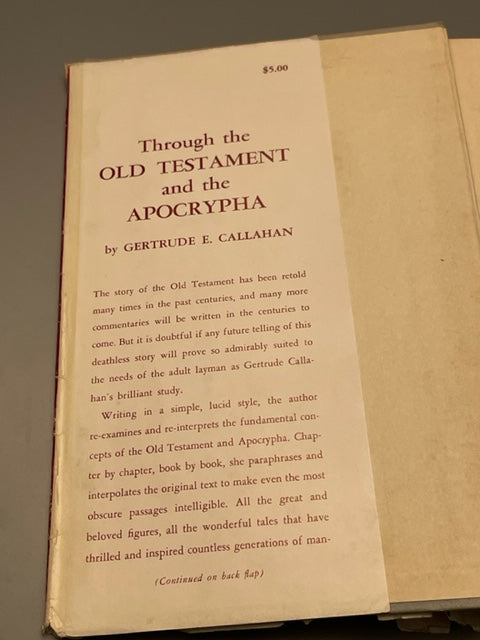 $5.00
Through the
OLD TESTAMENT
and the
APOCRYPHA
by GERTRUDE E. CALLAHAN
The story of the Old Testament has been retold
many times in the past centuries, and many more
commentaries will be written in the centuries to
come. But it is doubtful if any future telling of this
deathless story will prove so admirably suited to
the needs of the adult layman as Gertrude Calla-
han's brilliant study.
Writing in a simple, lucid style, the author
re-examines and re-interprets the fundamental con-
cepts of the Old Testament and Apocrypha. Chap-
ter by chapter, book by book, she paraphrases and
interpolates the original text to make even the most
obscure passages intelligible. All the great and
beloved figures, all the wonderful tales that have
thrilled and inspired countless generations of man-
(Continued on back flap)